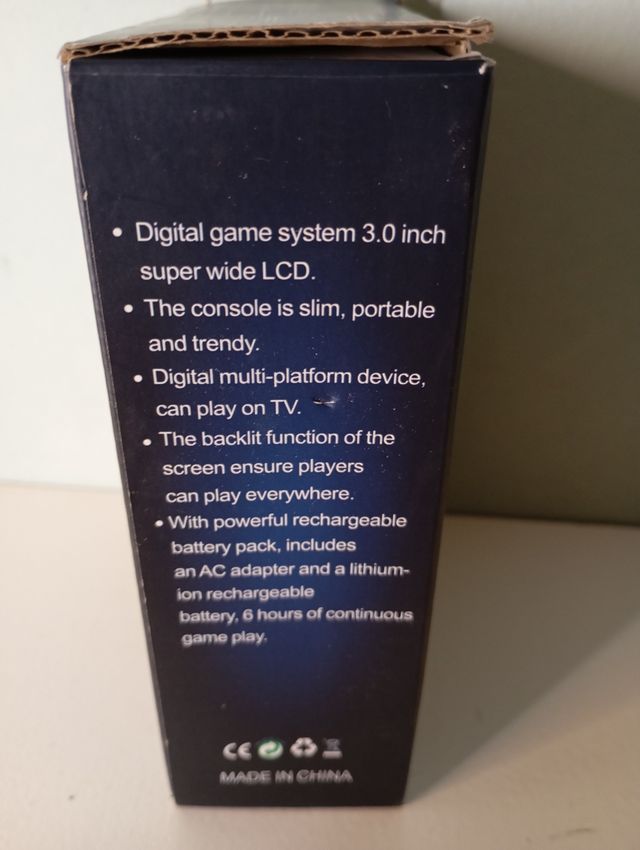 • Digital game system 3.0 inch
super wide LCD.
• The console is slim, portable
and trendy.
• Digital multi-platform device,
can play on TV.
• The backlit function of the
screen ensure players
can play everywhere.
• With powerful rechargeable
battery pack, includes
an AC adapter and a lithium-
ion rechargeable
battery, 6 hours of continuous
game play.
CE
MADE IN CHINA